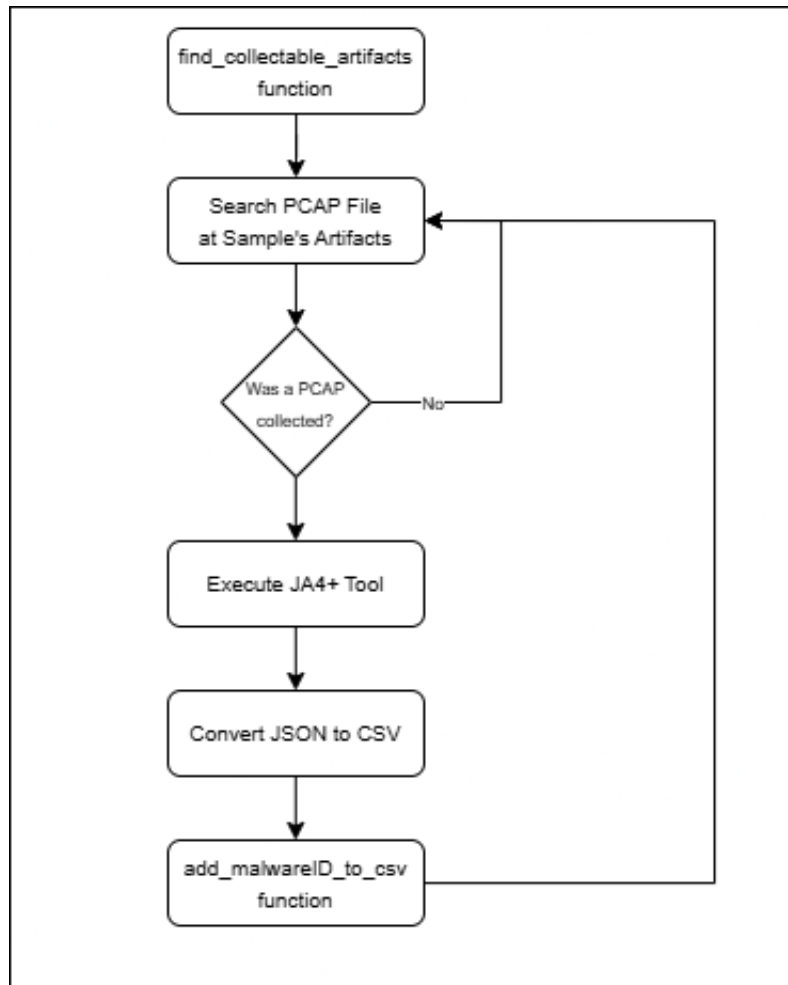 find_collectable_artifacts
function
Search PCAP File
at Sample's Artifacts
Was a PCAP
collected?
No
Execute JA4+ Tool
Convert JSON to CSV
add_malwareID_to_csv
function